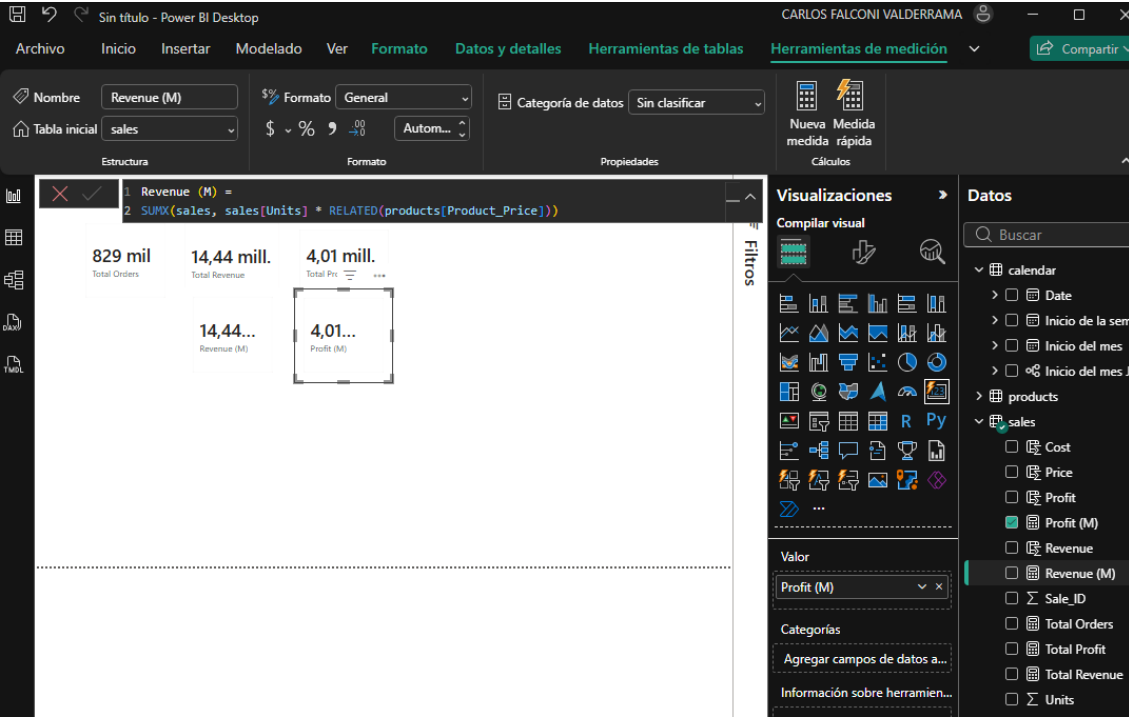 Sin título - Power BI Desktop
CARLOS FALCONI VALDERRAMA
Archivo Inicio Insertar Modelado Ver Formato Datos y detalles Herramientas de tablas Herramientas de medición Compartir
Nombre Revenue (M)
Formato General
Categoría de datos Sin clasificar
Tabla inicial sales
$ % Autom...
Nueva medida
Medida rápida
Estructura Formato Propiedades Cálculos
1 Revenue (M) =
2 SUMX(sales, sales[Units] * RELATED(products[Product_Price]))
829 mil
Total Orders
14,44 mill.
Total Revenue
4,01 mill.
Total Pr
14,44...
Revenue (M)
4,01...
Profit (M)
Filtros
Visualizaciones
Compilar visual
R Py
Valor
Profit (M)
Categorías
Agregar campos de datos a...
Información sobre herramien...
Datos
Buscar
calendar
Date
Inicio de la sem
Inicio del mes
Inicio del mes
products
sales
Cost
Price
Profit
Profit (M)
Revenue
Revenue (M)
Sale_ID
Total Orders
Total Profit
Total Revenue
Units
DAX
TMDL